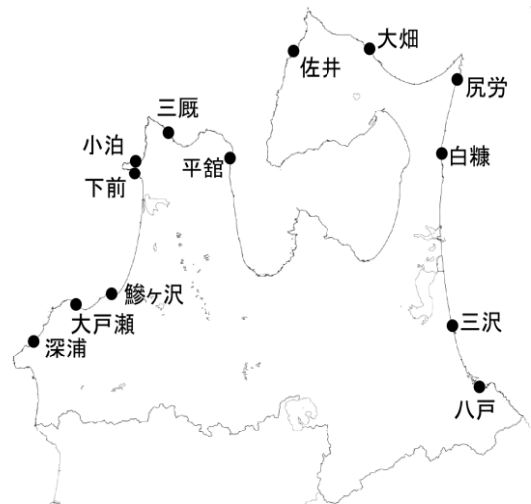 大畑
佐井
尻労
三厩
小泊
平舘
白糠
下前
鰺ヶ沢
大戸瀬
三沢
深浦
八戸